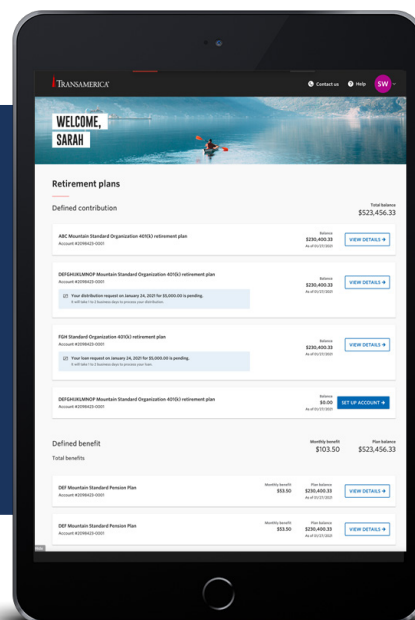 TRANSAMERICA®
Contact us
Help
SW
WELCOME,
SARAH
Retirement plans
Defined contribution
Total balance
$523,456.33
ABC Mountain Standard Organization 401(k) retirement plan
Account #2098423-0001
Balance
$230,400.33
As of 01/27/2021
VIEW DETAILS →
DEFGHIJKLMNOP Mountain Standard Organization 401(k) retirement plan
Account #2098423-0001
Balance
$230,400.33
As of 01/27/2021
VIEW DETAILS →
Your distribution request on January 24, 2021 for $5,000.00 is pending.
It will take 1 to 2 business days to process your distribution.
FGH Standard Organization 401(k) retirement plan
Account #2098423-0001
Balance
$230,400.33
As of 01/27/2021
VIEW DETAILS →
Your loan request on January 24, 2021 for $5,000.00 is pending.
It will take 1 to 2 business days to process your loan.
DEFGHIJKLMNOP Mountain Standard Organization 401(k) retirement plan
Account #2098423-0001
Balance
$0.00
As of 01/27/2021
SET UP ACCOUNT →
Defined benefit
Total benefits
Monthly benefit
$103.50
Plan balance
$523,456.33
DEF Mountain Standard Pension Plan
Account #2098423-0001
Monthly benefit
$53.50
Plan balance
$230,400.33
As of 01/27/2021
VIEW DETAILS →
DEF Mountain Standard Pension Plan
Account #2098423-0001
Monthly benefit
$53.50
Plan balance
$230,400.33
As of 01/27/2021
VIEW DETAILS →